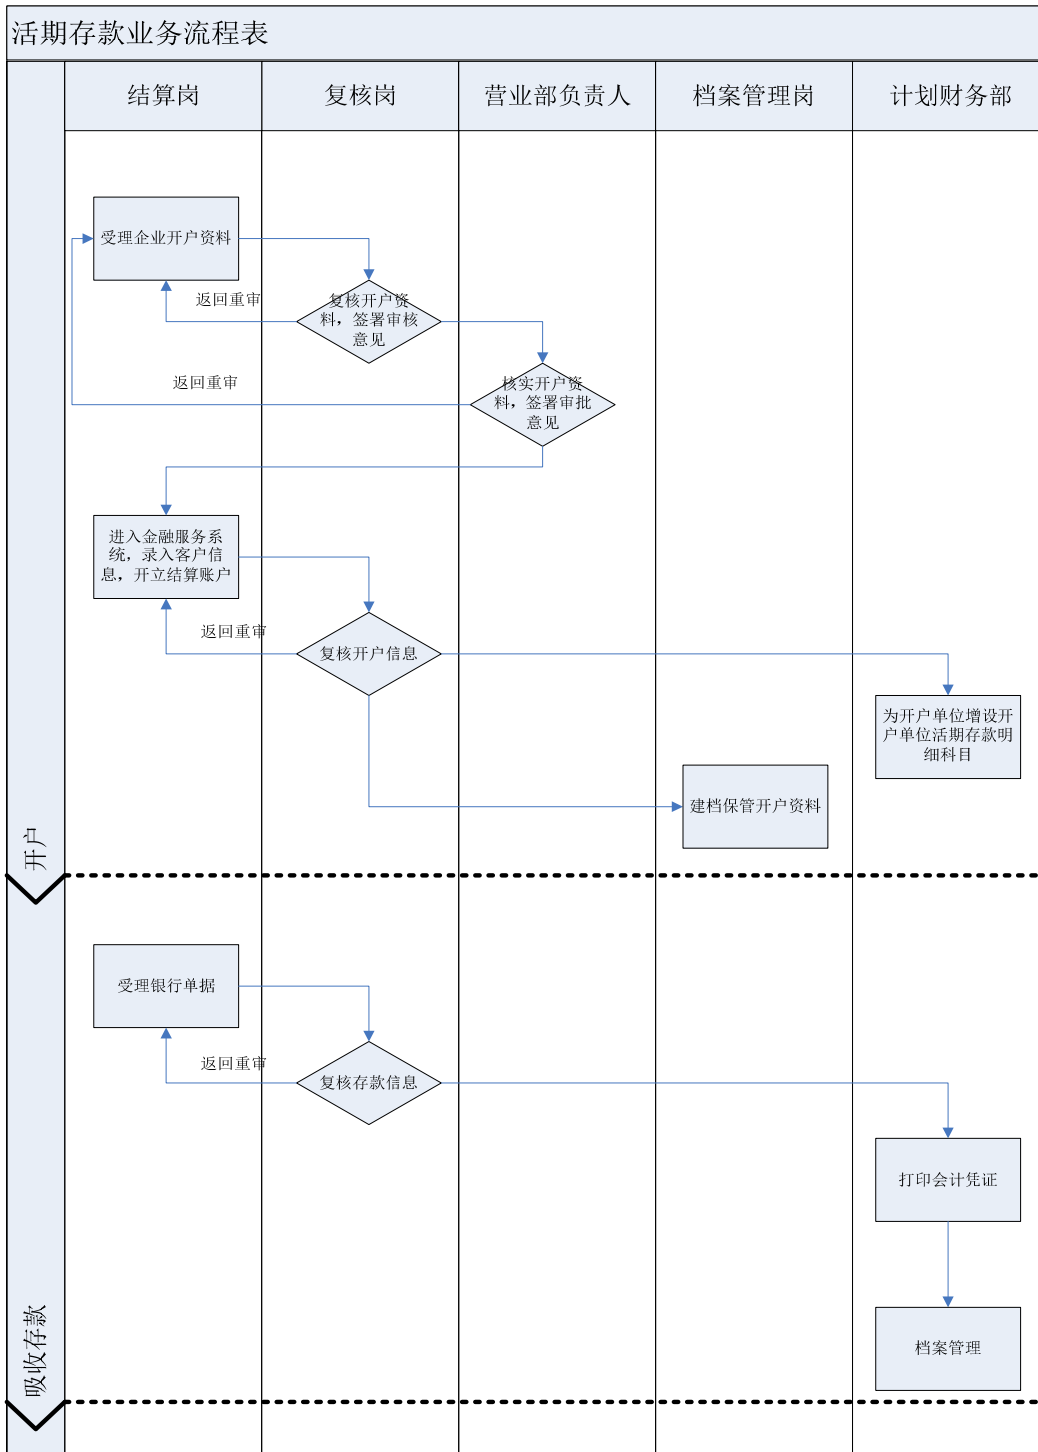 活期存款业务流程表
结算岗
复核岗
营业部负责人
档案管理岗
计划财务部
受理企业开户资料
返回重审
复核开户资
料，签署审核
意见
返回重审
核实开户资
料，签署审批
意见
进入金融服务系
统，录入客户信
息，开立结算账户
返回重审
复核开户信息
为开户单位增设开
户单位活期存款明
细科目
建档保管开户资料
开户
受理银行单据
返回重审
复核存款信息
打印会计凭证
档案管理
吸收存款